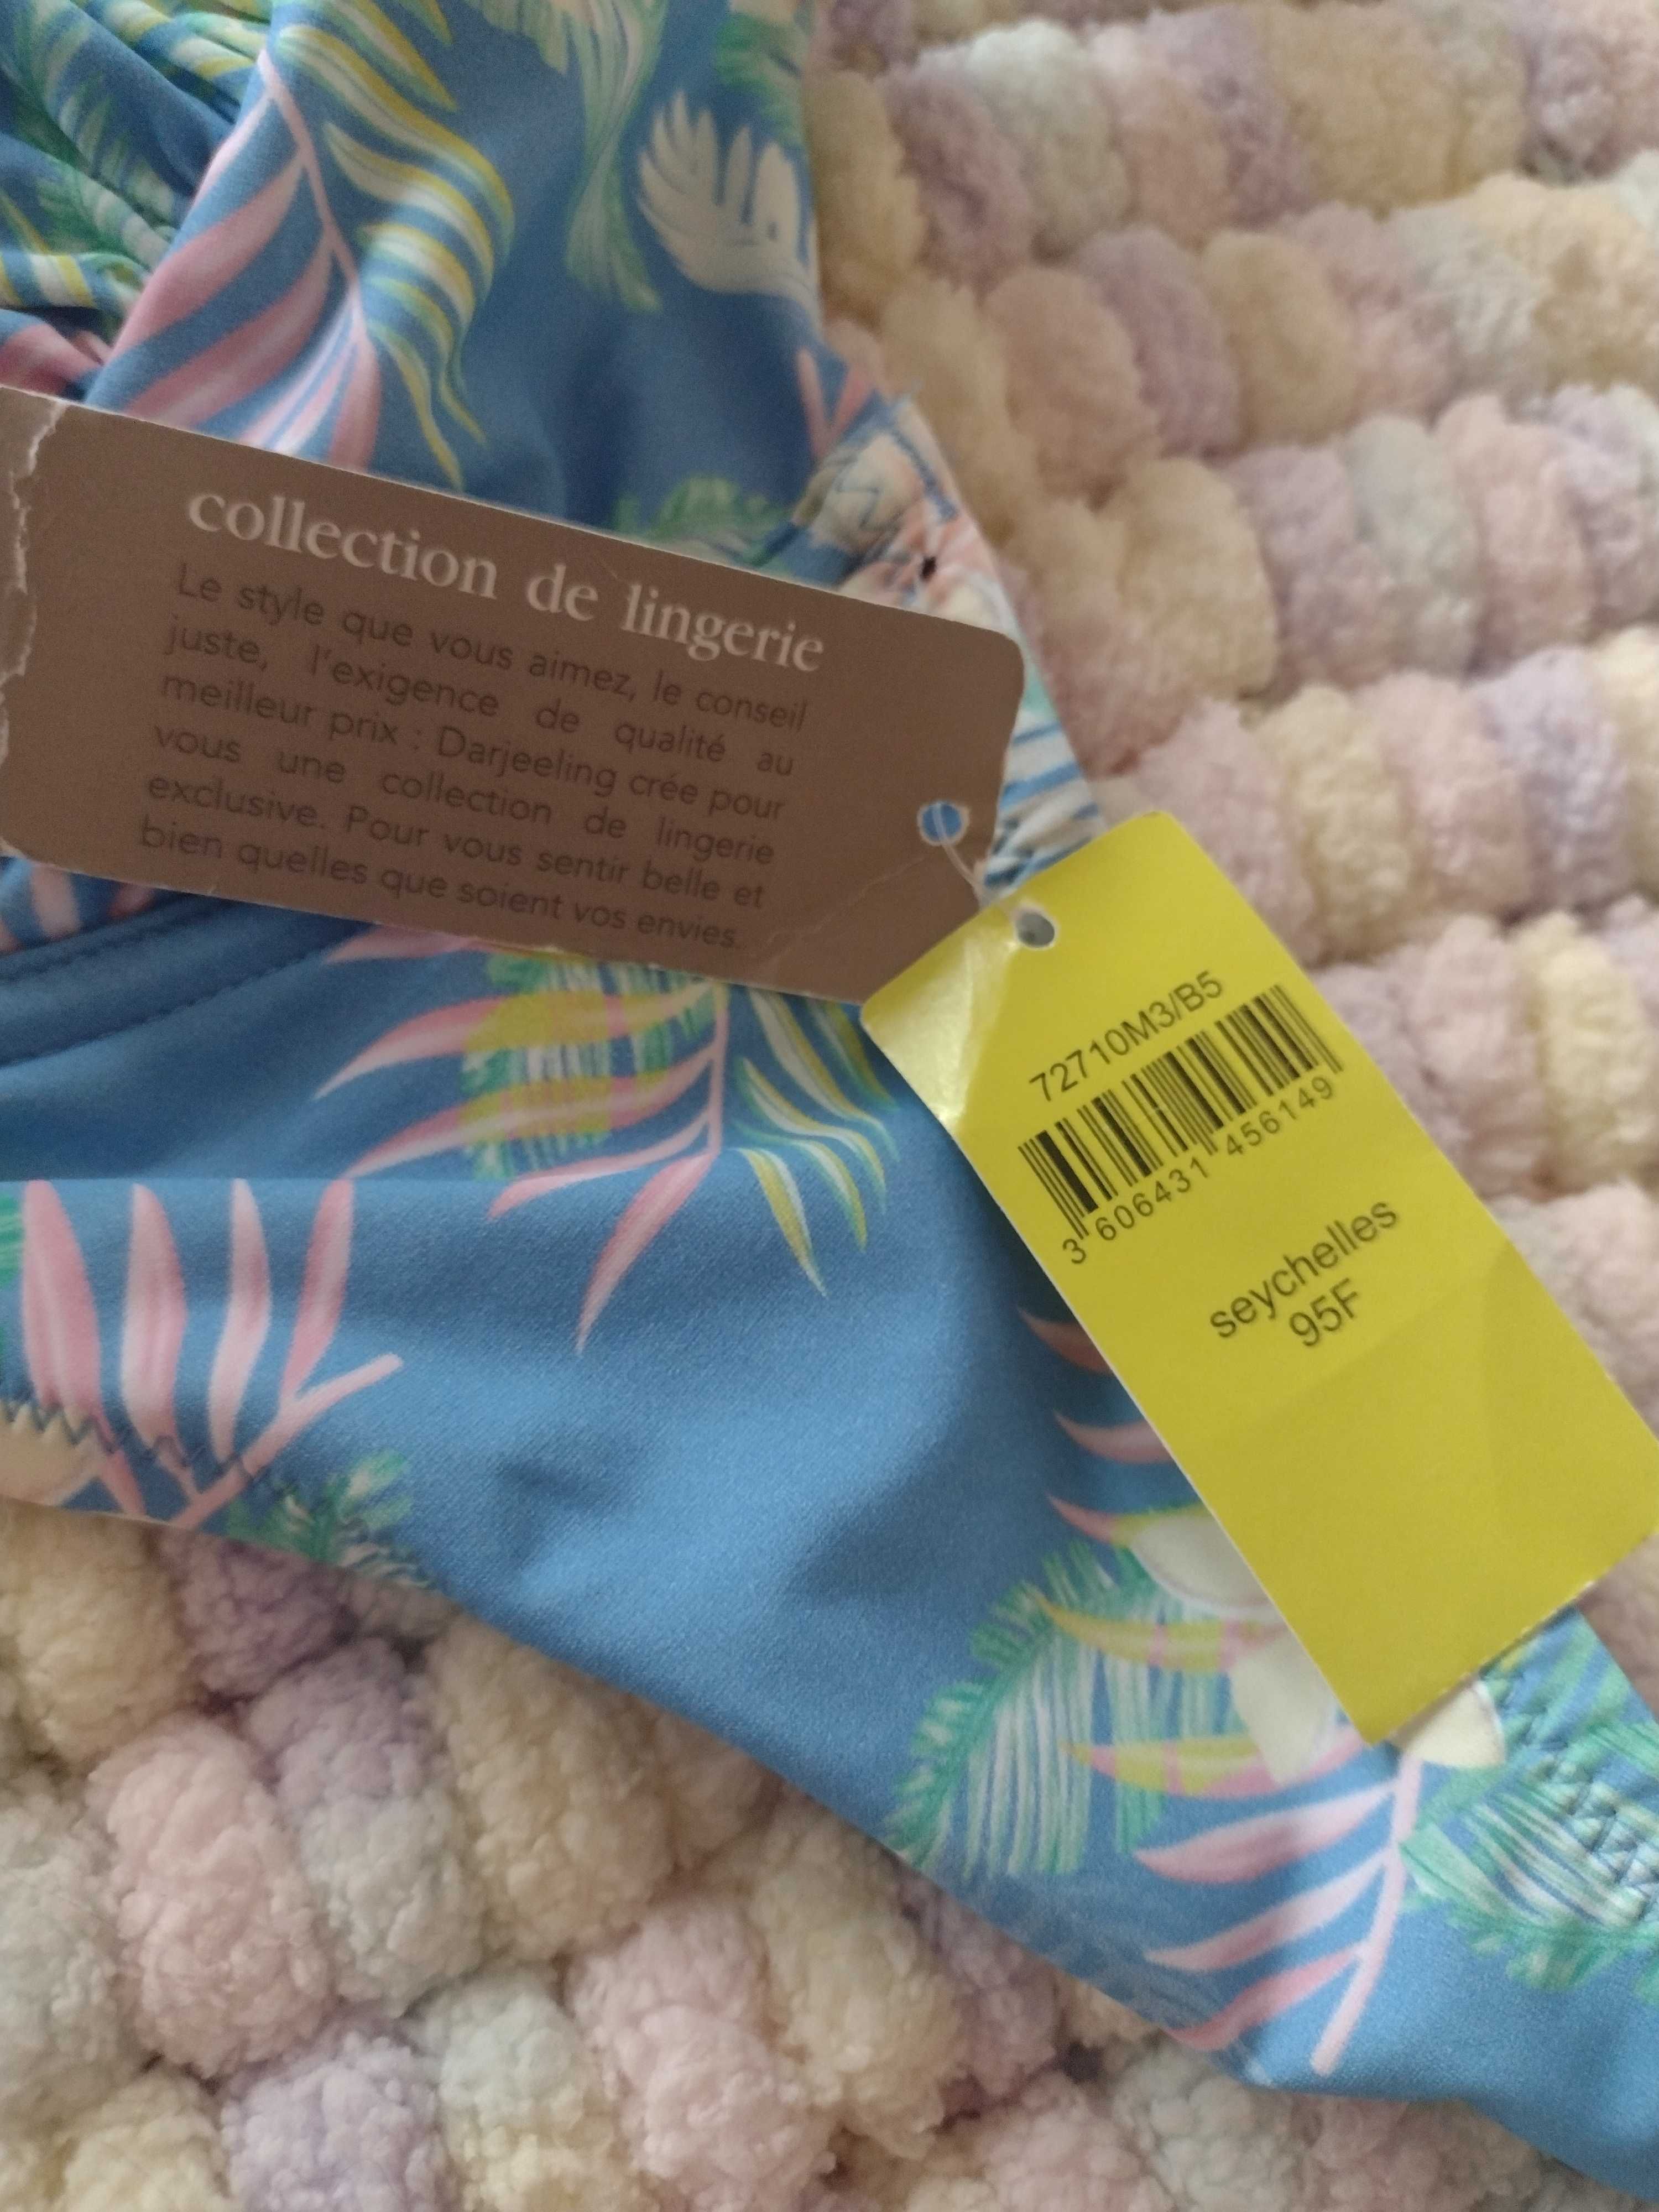 collection de lingerie
Le style que vous aimez, le conseil
juste, l'exigence de qualité au
meilleur prix : Darjeeling crée pour
vous une collection de lingerie
exclusive. Pour vous sentir belle et
bien quelles que soient vos envies.
72710M3/B5
3 606431 456149
seychelles
95F